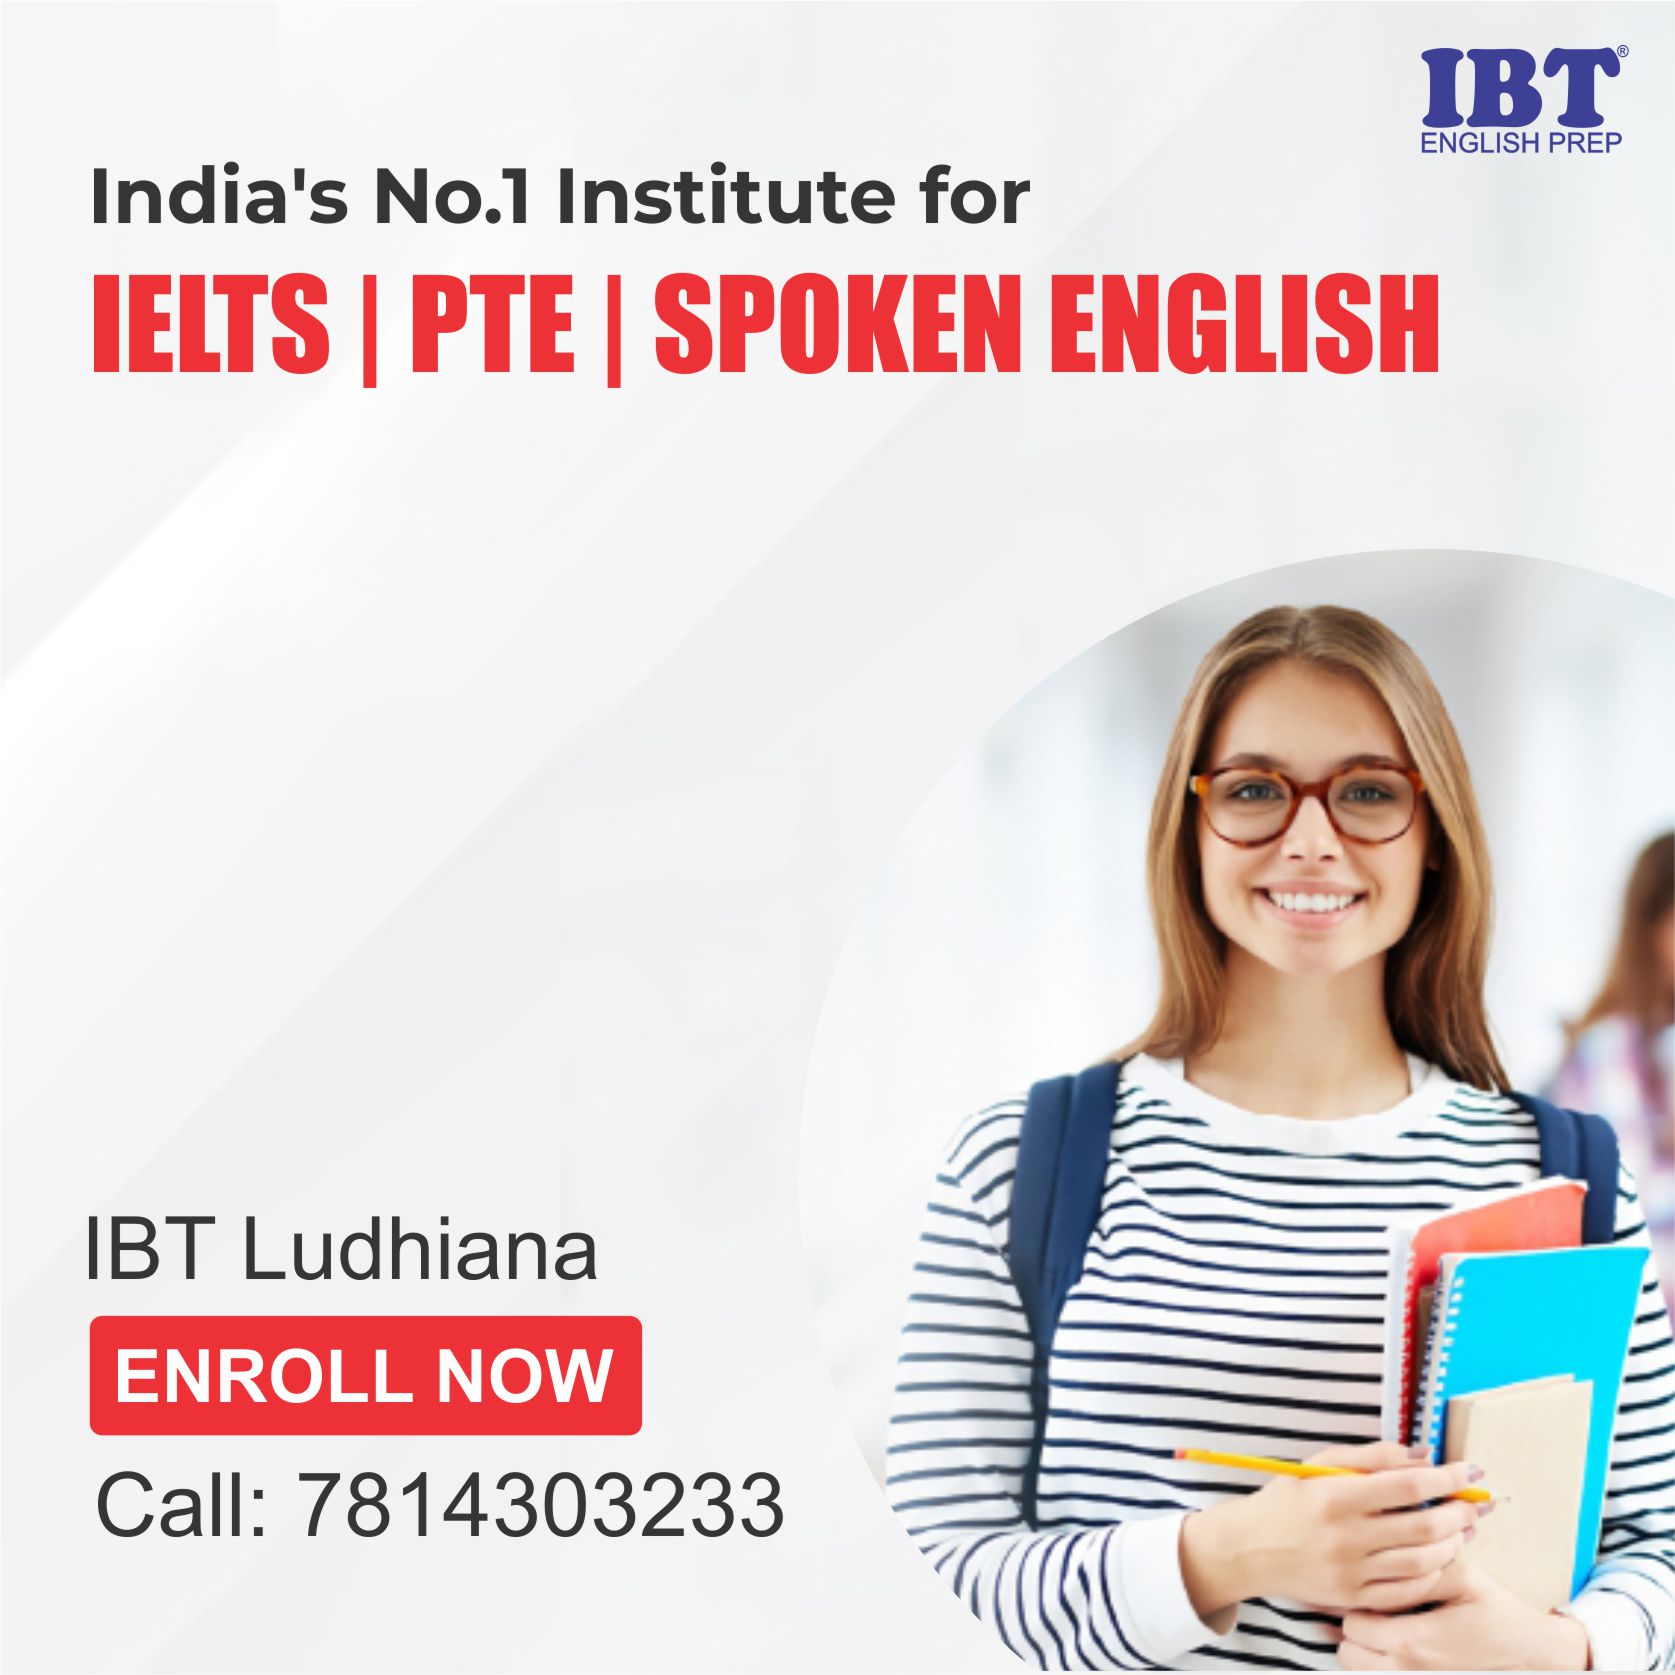 IBT®
ENGLISH PREP
India's No.1 Institute for
IELTS | PTE | SPOKEN ENGLISH
IBT Ludhiana
ENROLL NOW
Call: 7814303233